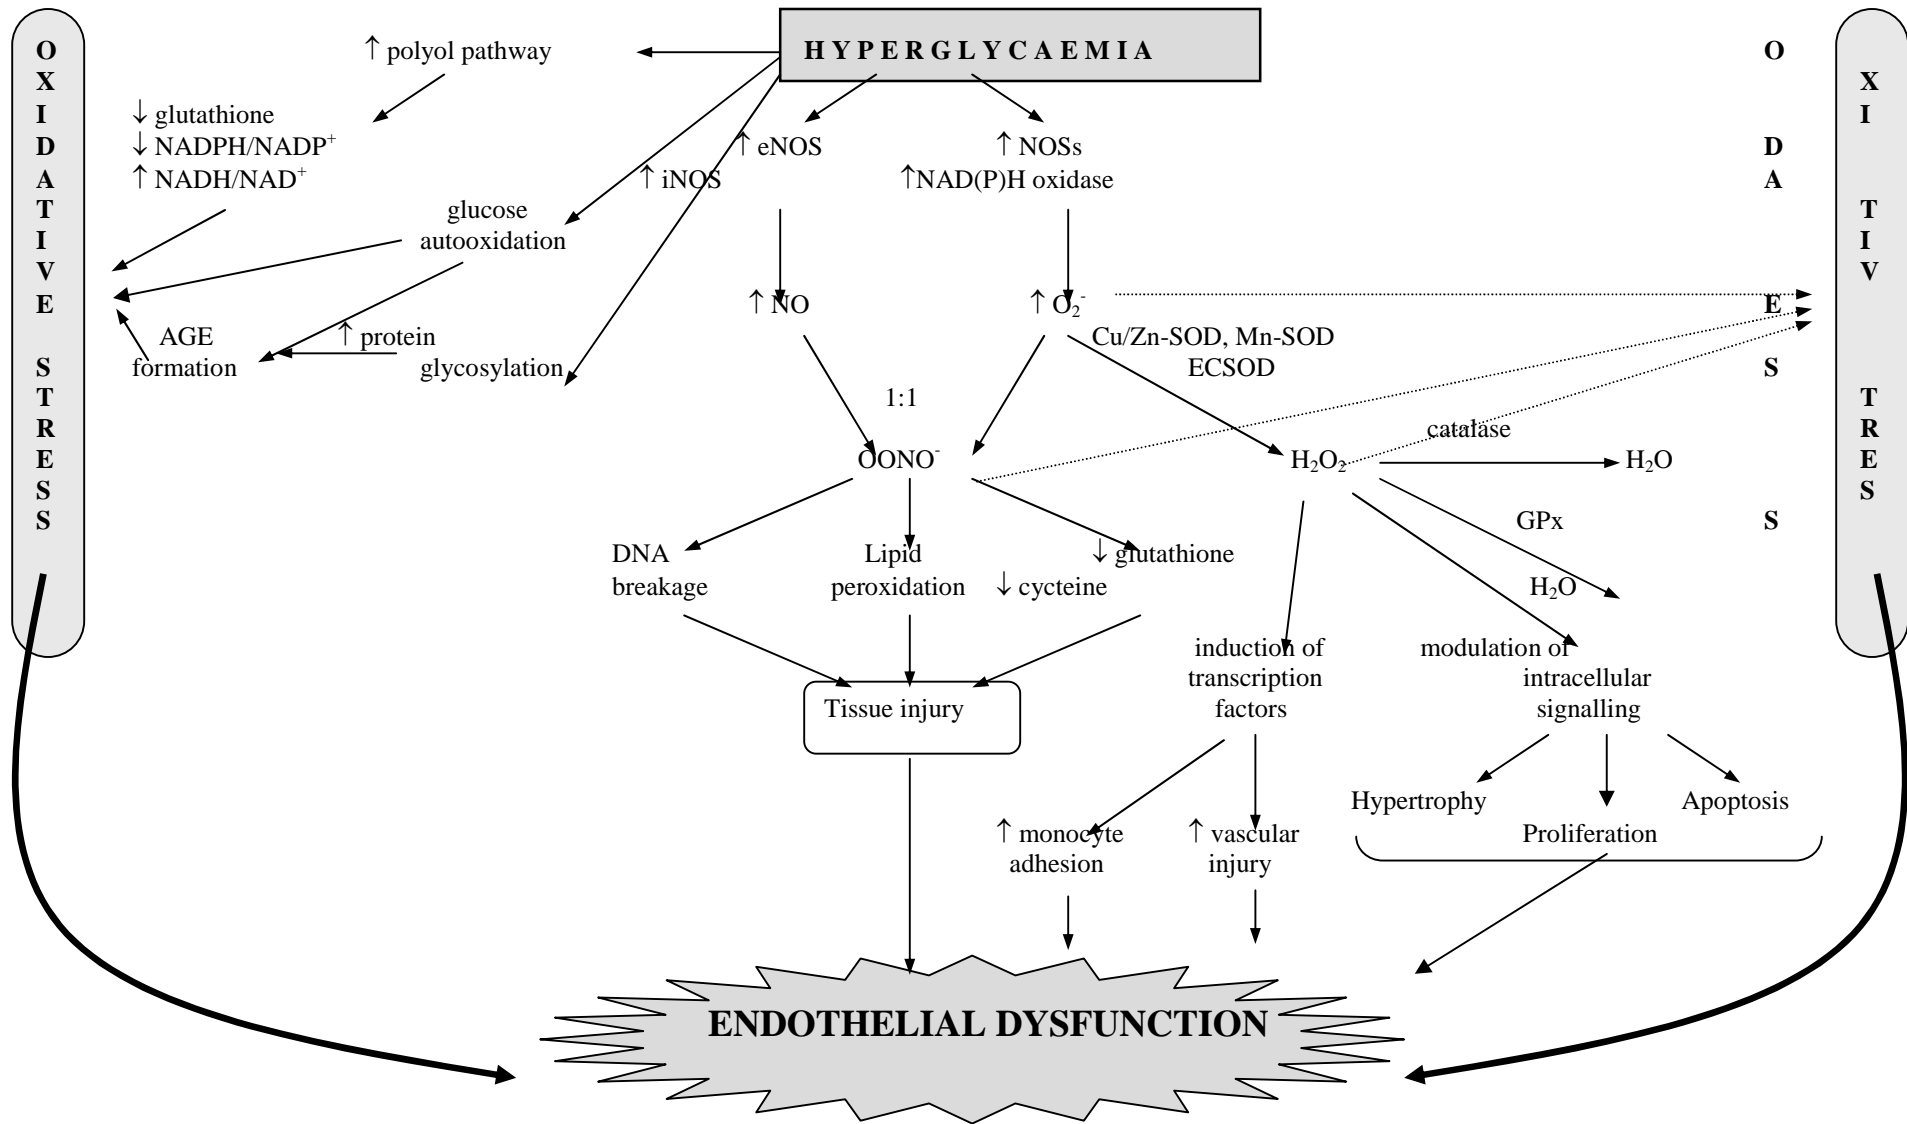 OXIDATIVE STRESS
HYPERGLYCAEMIA
↑ polyol pathway
↓ glutathione
↓ NADPH/NADP⁺
↑ NADH/NAD⁺
glucose
autooxidation
AGE
formation
↑ protein
glycosylation
↑ eNOS
↑ iNOS
↑ NOSs
↑NAD(P)H oxidase
↑ NO
↑ O₂⁻
Cu/Zn-SOD, Mn-SOD
ECSOD
1:1
OONO⁻
H₂O₂
catalase
H₂O
GPx
H₂O
DNA
breakage
Lipid
peroxidation
↓ glutathione
↓ cycteine
Tissue injury
induction of
transcription
factors
modulation of
intracellular
signalling
Hypertrophy
Proliferation
Apoptosis
↑ monocyte
adhesion
↑ vascular
injury
ENDOTHELIAL DYSFUNCTION
O
X
I
D
A
T
I
V
E
S
T
R
E
S
S